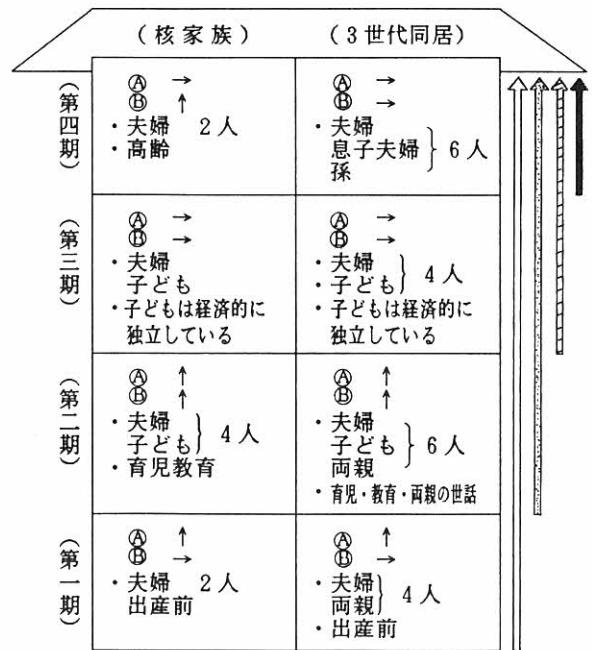 (核家族) (3世代同居)
(第四期)
Ⓐ →
Ⓑ ↑
・夫婦 2人
・高齢
Ⓐ →
Ⓑ →
・夫婦
息子夫婦 } 6人
孫
(第三期)
Ⓐ →
Ⓑ →
・夫婦
子ども
・子どもは経済的に
独立している
Ⓐ →
Ⓑ →
・夫婦
・子ども } 4人
・子どもは経済的に
独立している
(第二期)
Ⓐ ↑
Ⓑ ↑
・夫婦
子ども } 4人
・育児教育
Ⓐ ↑
Ⓑ ↑
・夫婦
子ども } 6人
両親
・育児・教育・両親の世話
(第一期)
Ⓐ ↑
Ⓑ →
・夫婦 2人
出産前
Ⓐ ↑
Ⓑ →
・夫婦
両親 } 4人
・出産前